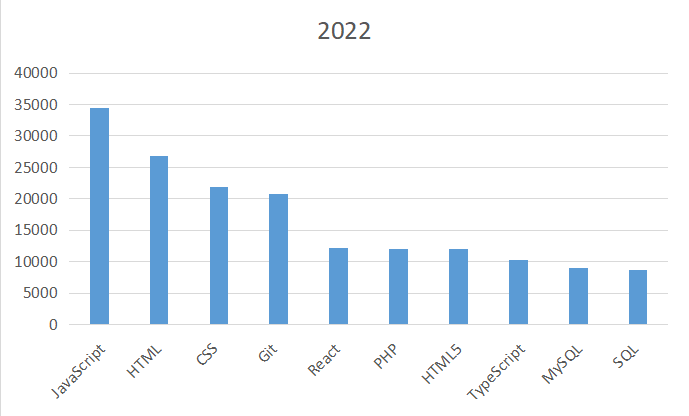 2022
40000
35000
30000
25000
20000
15000
10000
5000
0
JavaScript
HTML
CSS
Git
React
PHP
HTML5
TypeScript
MySQL
SQL